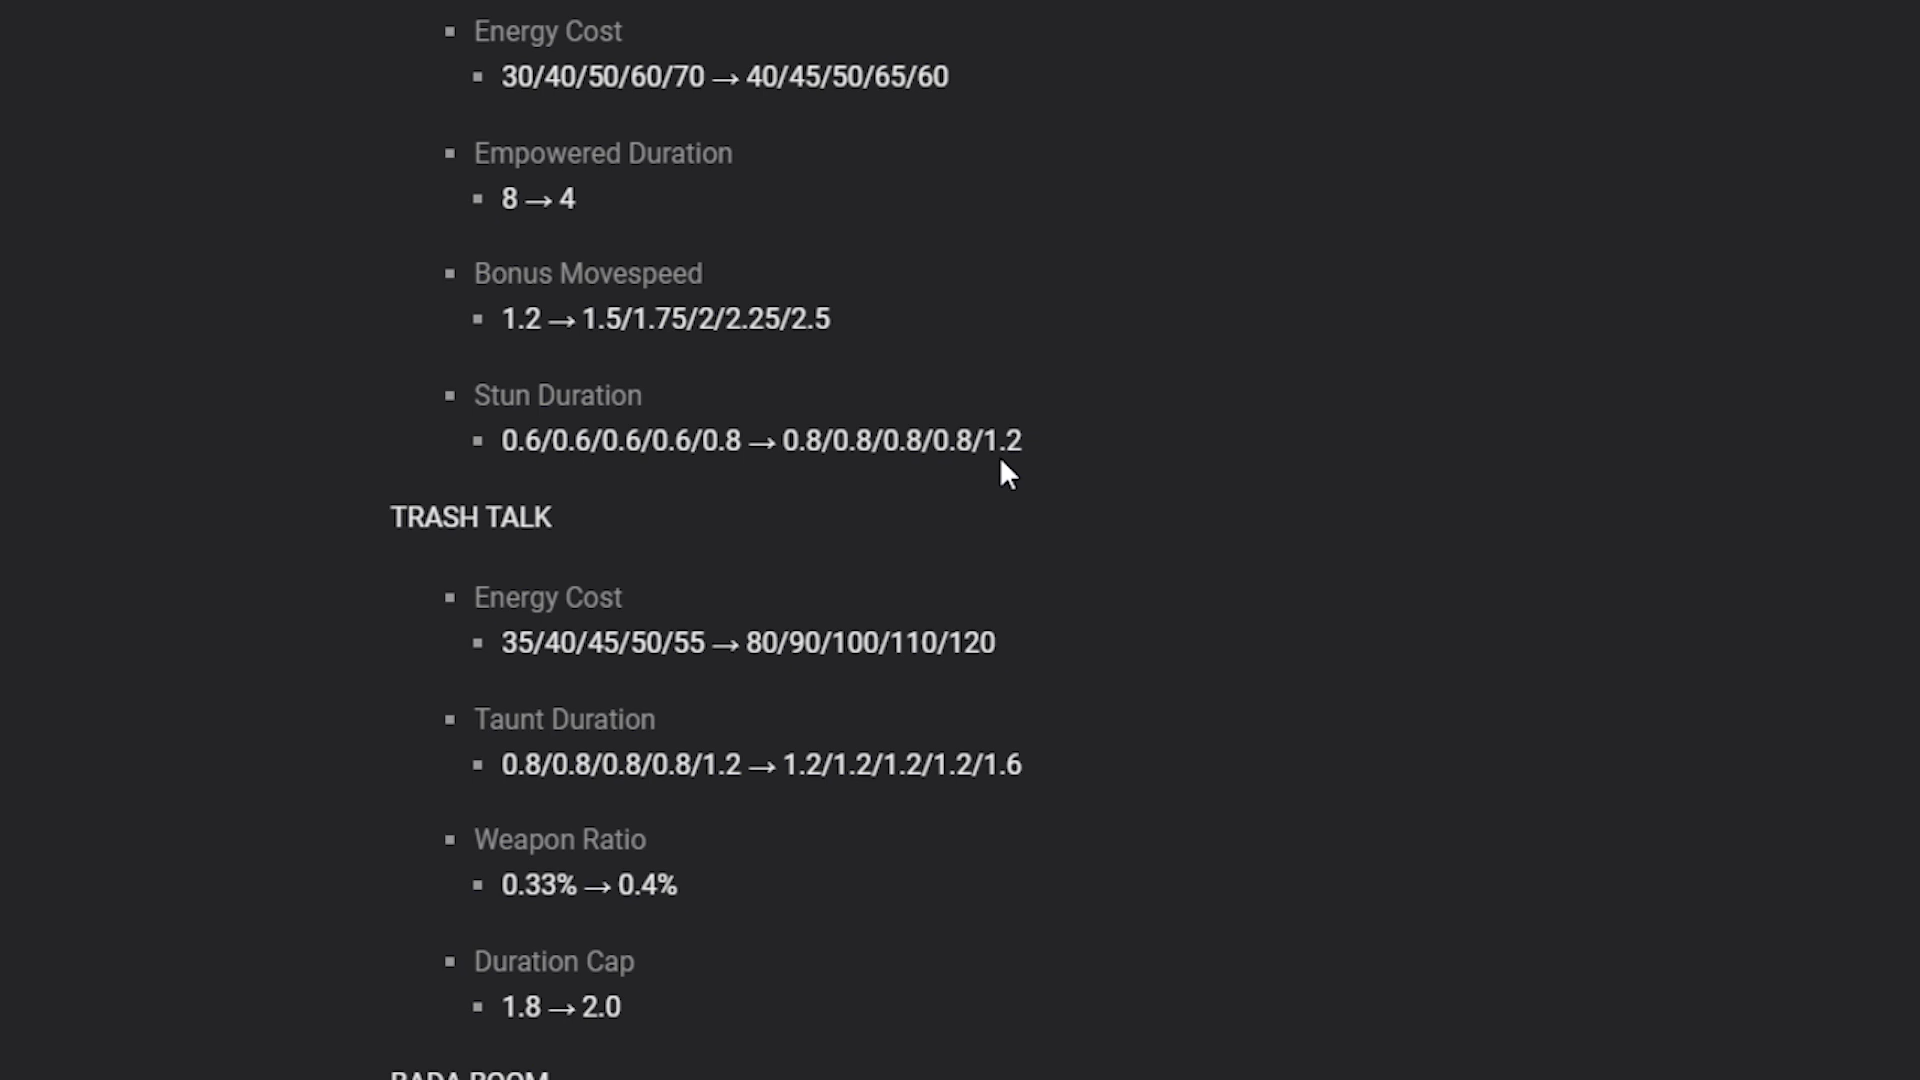 Energy Cost
30/40/50/60/70 → 40/45/50/65/60
Empowered Duration
8 → 4
Bonus Movespeed
1.2 → 1.5/1.75/2/2.25/2.5
Stun Duration
0.6/0.6/0.6/0.6/0.8 → 0.8/0.8/0.8/0.8/1.2
TRASH TALK
Energy Cost
35/40/45/50/55 → 80/90/100/110/120
Taunt Duration
0.8/0.8/0.8/0.8/1.2 → 1.2/1.2/1.2/1.2/1.6
Weapon Ratio
0.33% → 0.4%
Duration Cap
1.8 → 2.0
BADA BOOM